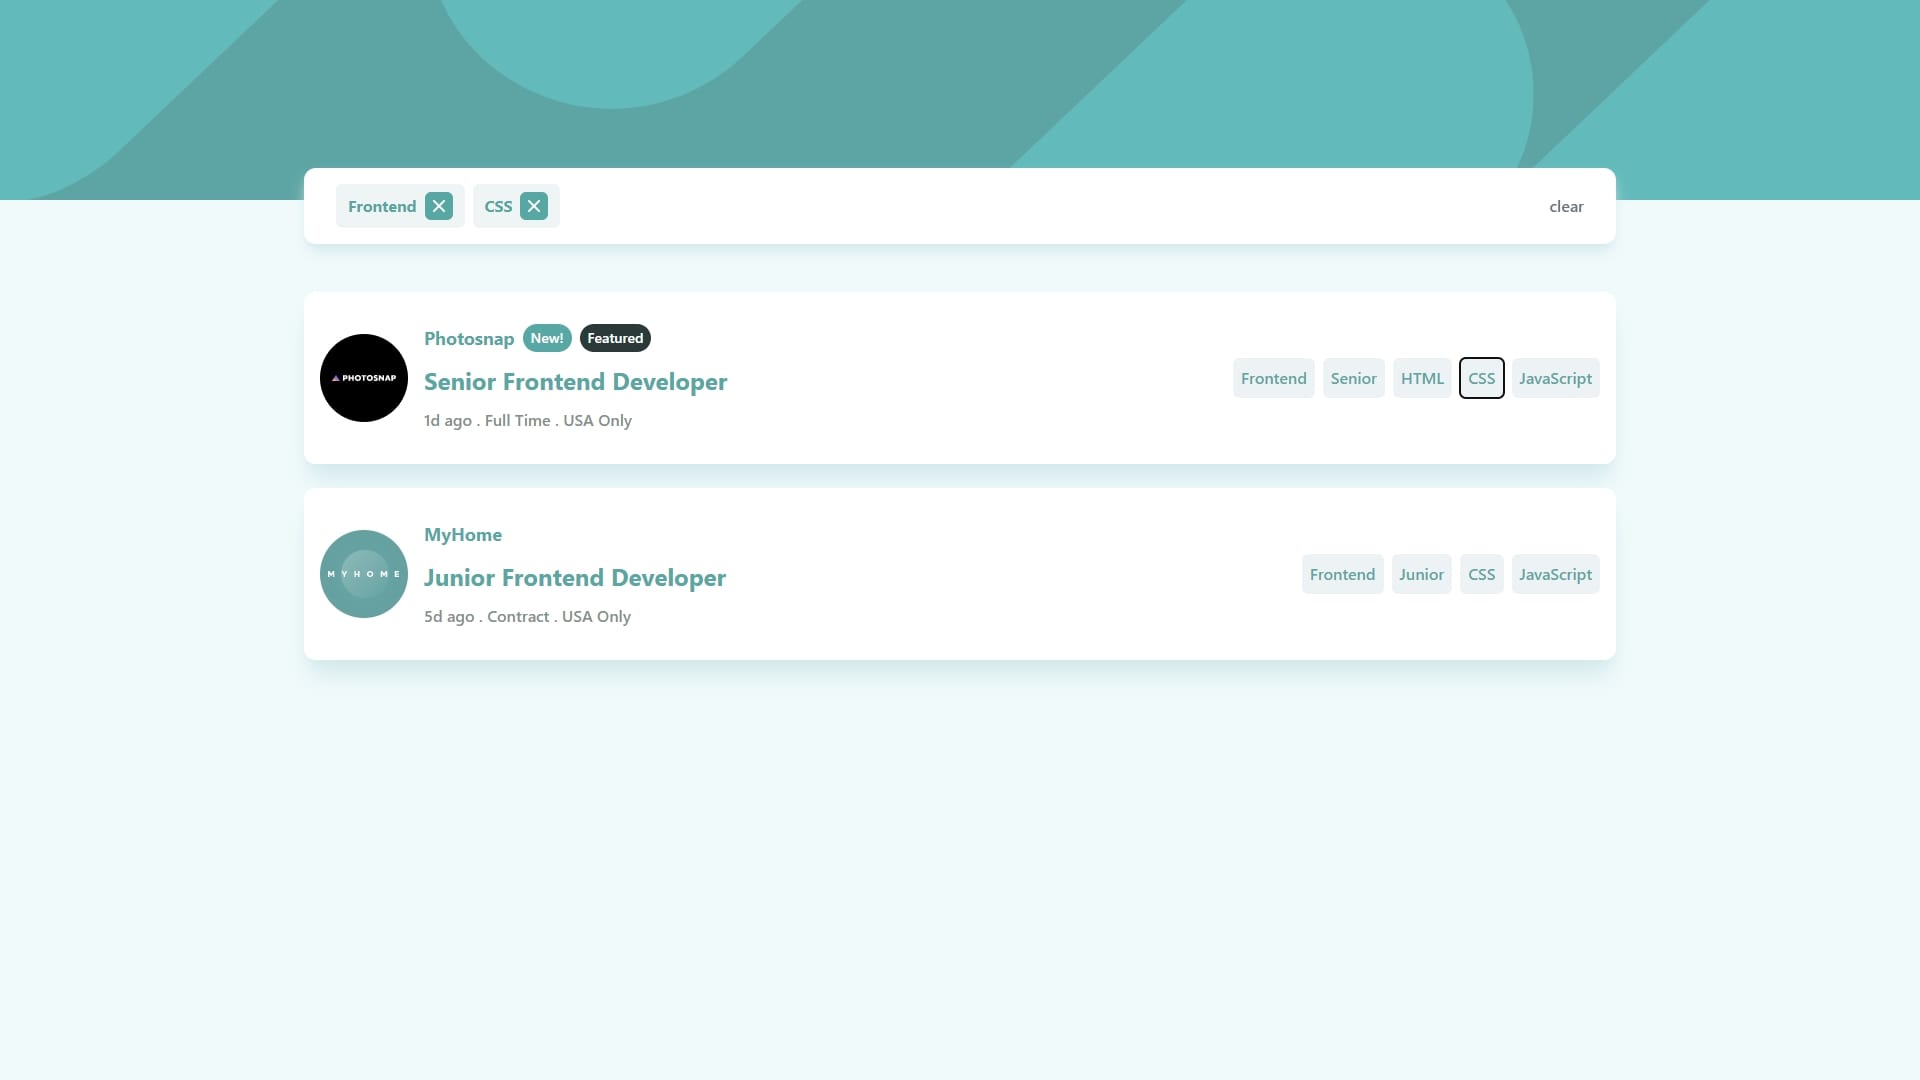 Frontend CSS clear
PHOTOSNAP
Photosnap New! Featured
Senior Frontend Developer
1d ago . Full Time . USA Only
Frontend Senior HTML CSS JavaScript
MYHOME
MyHome
Junior Frontend Developer
5d ago . Contract . USA Only
Frontend Junior CSS JavaScript